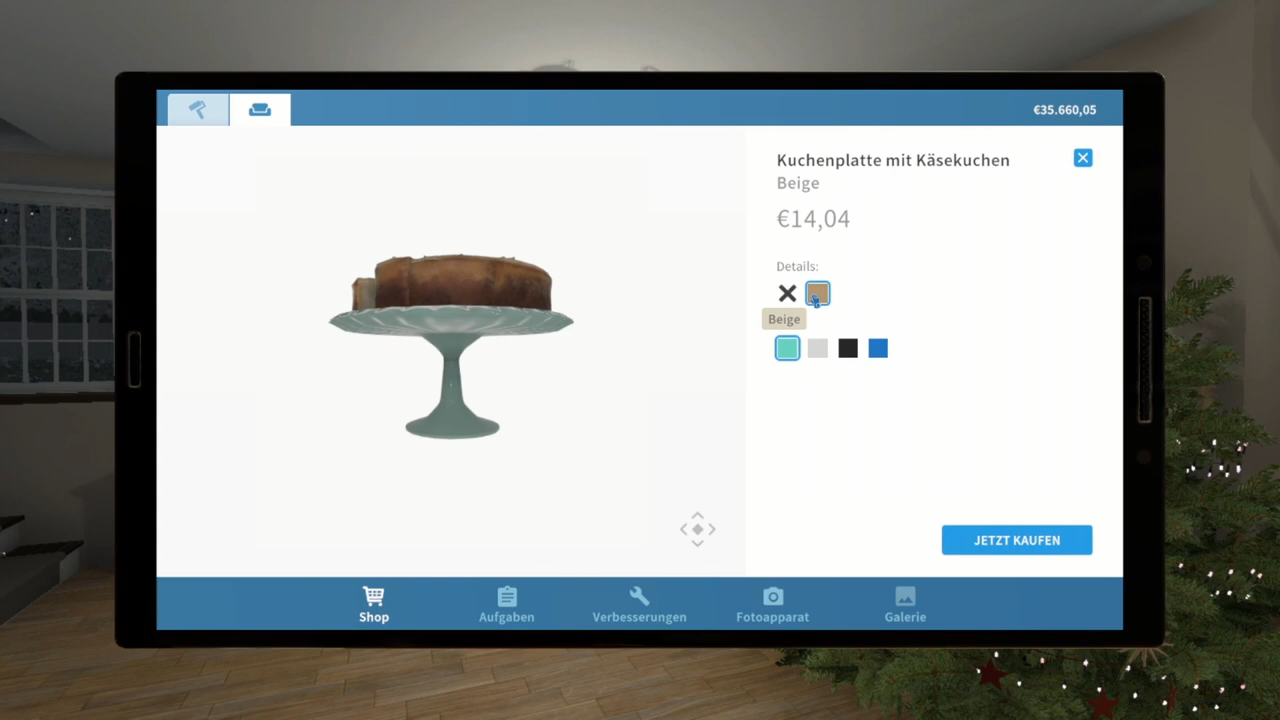 €35.660,05
Kuchenplatte mit Käsekuchen
Beige
€14,04
Details:
Beige
JETZT KAUFEN
Shop
Aufgaben
Verbesserungen
Fotoapparat
Galerie